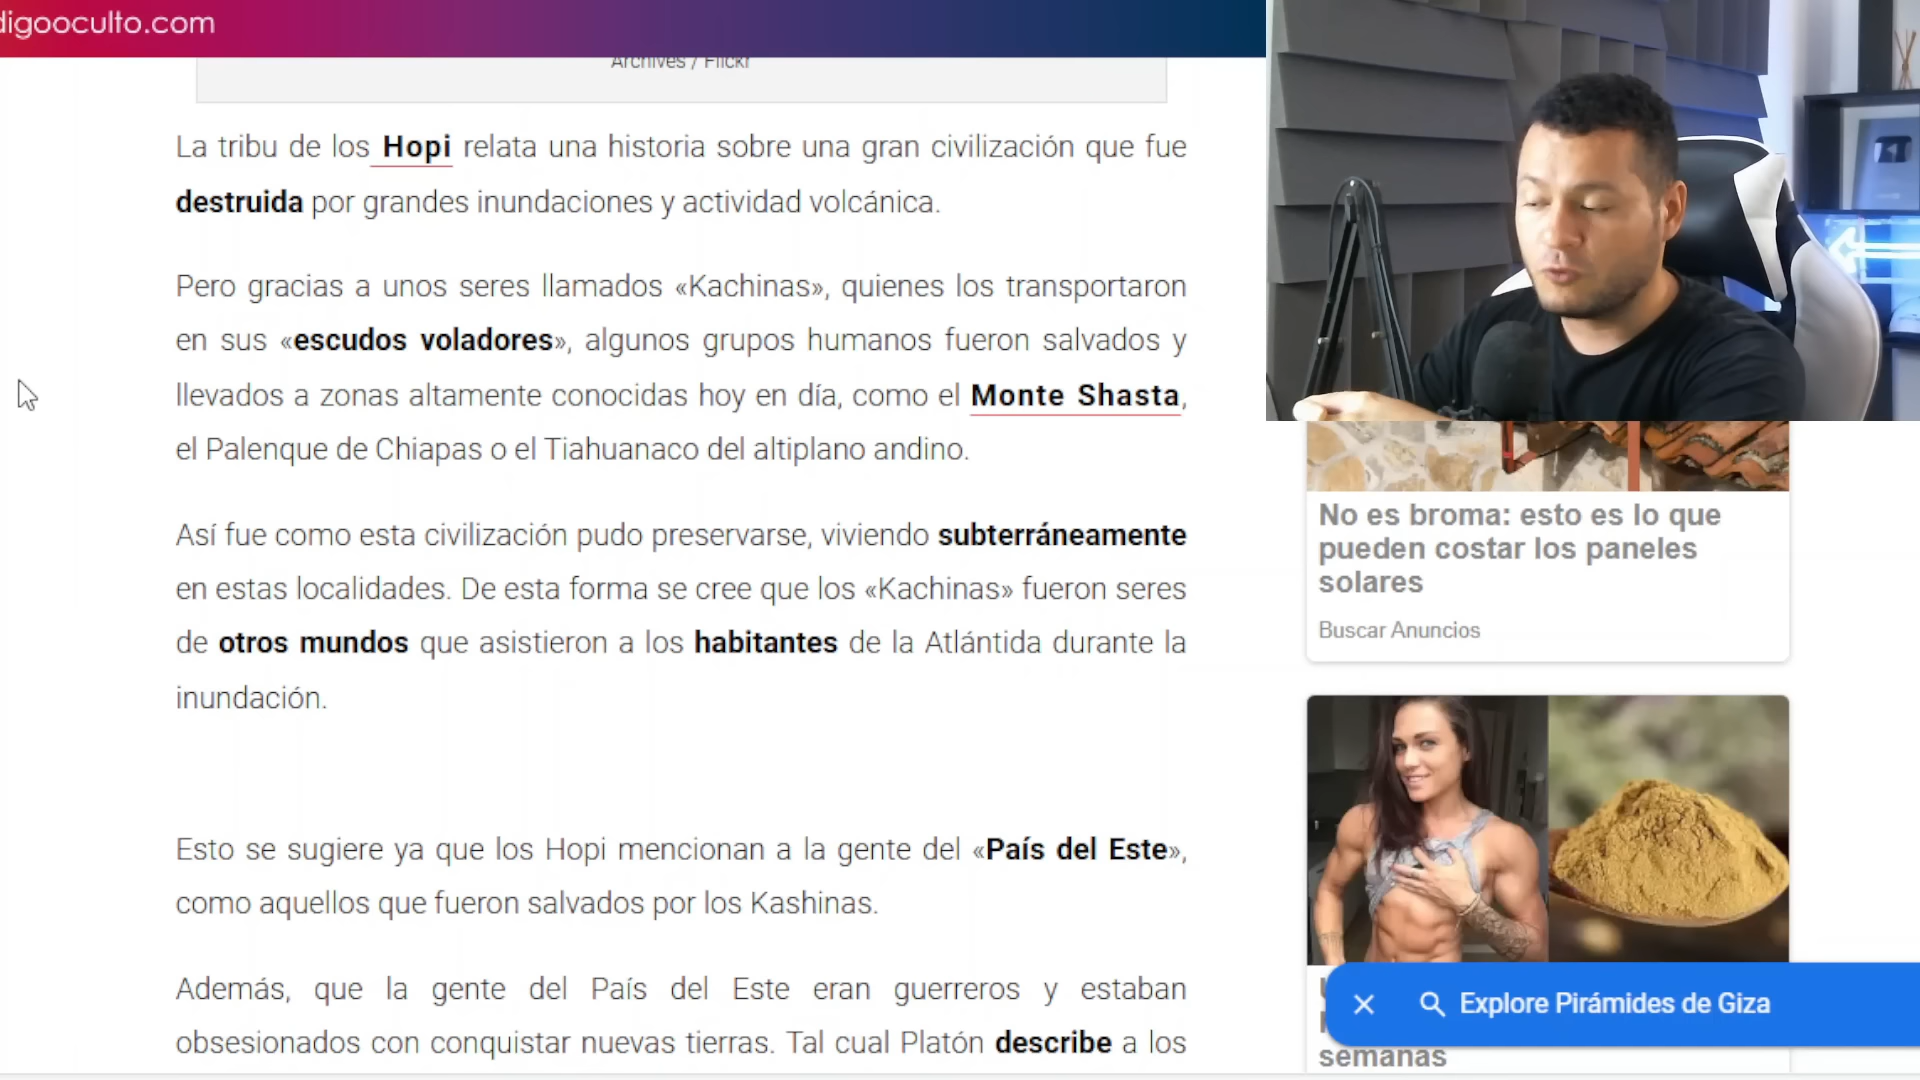 digooculto.com
Archives / Flickr
La tribu de los Hopi relata una historia sobre una gran civilización que fue
destruida por grandes inundaciones y actividad volcánica.
Pero gracias a unos seres llamados «Kachinas», quienes los transportaron
en sus «escudos voladores», algunos grupos humanos fueron salvados y
llevados a zonas altamente conocidas hoy en día, como el Monte Shasta,
el Palenque de Chiapas o el Tiahuanaco del altiplano andino.
Así fue como esta civilización pudo preservarse, viviendo subterráneamente
en estas localidades. De esta forma se cree que los «Kachinas» fueron seres
de otros mundos que asistieron a los habitantes de la Atlántida durante la
inundación.
Esto se sugiere ya que los Hopi mencionan a la gente del «País del Este»,
como aquellos que fueron salvados por los Kashinas.
Además, que la gente del País del Este eran guerreros y estaban
obsesionados con conquistar nuevas tierras. Tal cual Platón describe a los
No es broma: esto es lo que
pueden costar los paneles
solares
Buscar Anuncios
Explore Pirámides de Giza
semanas